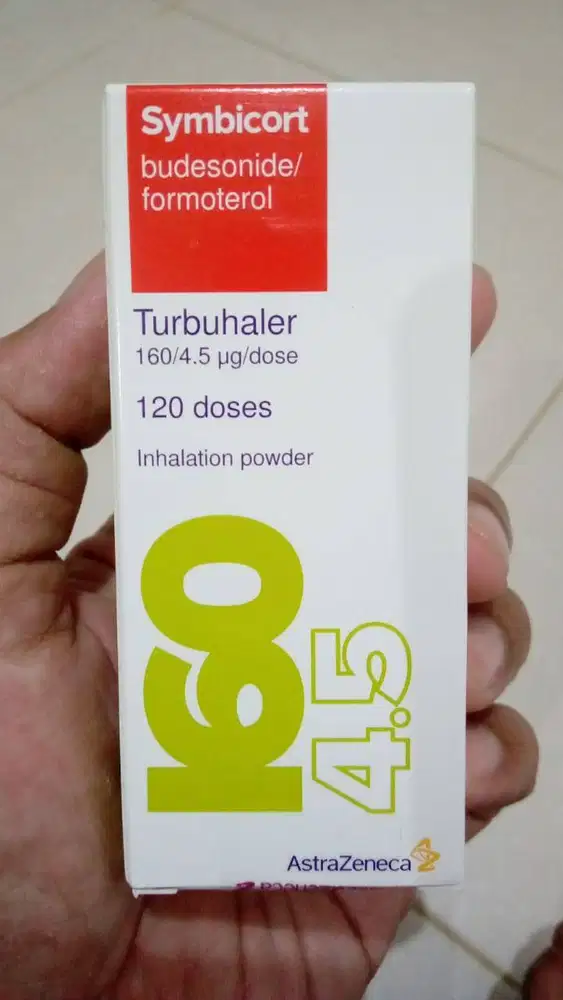 Symbicort
budesonide/
formoterol
Turbuhaler
160/4.5 µg/dose
120 doses
Inhalation powder
160
4.5
AstraZeneca